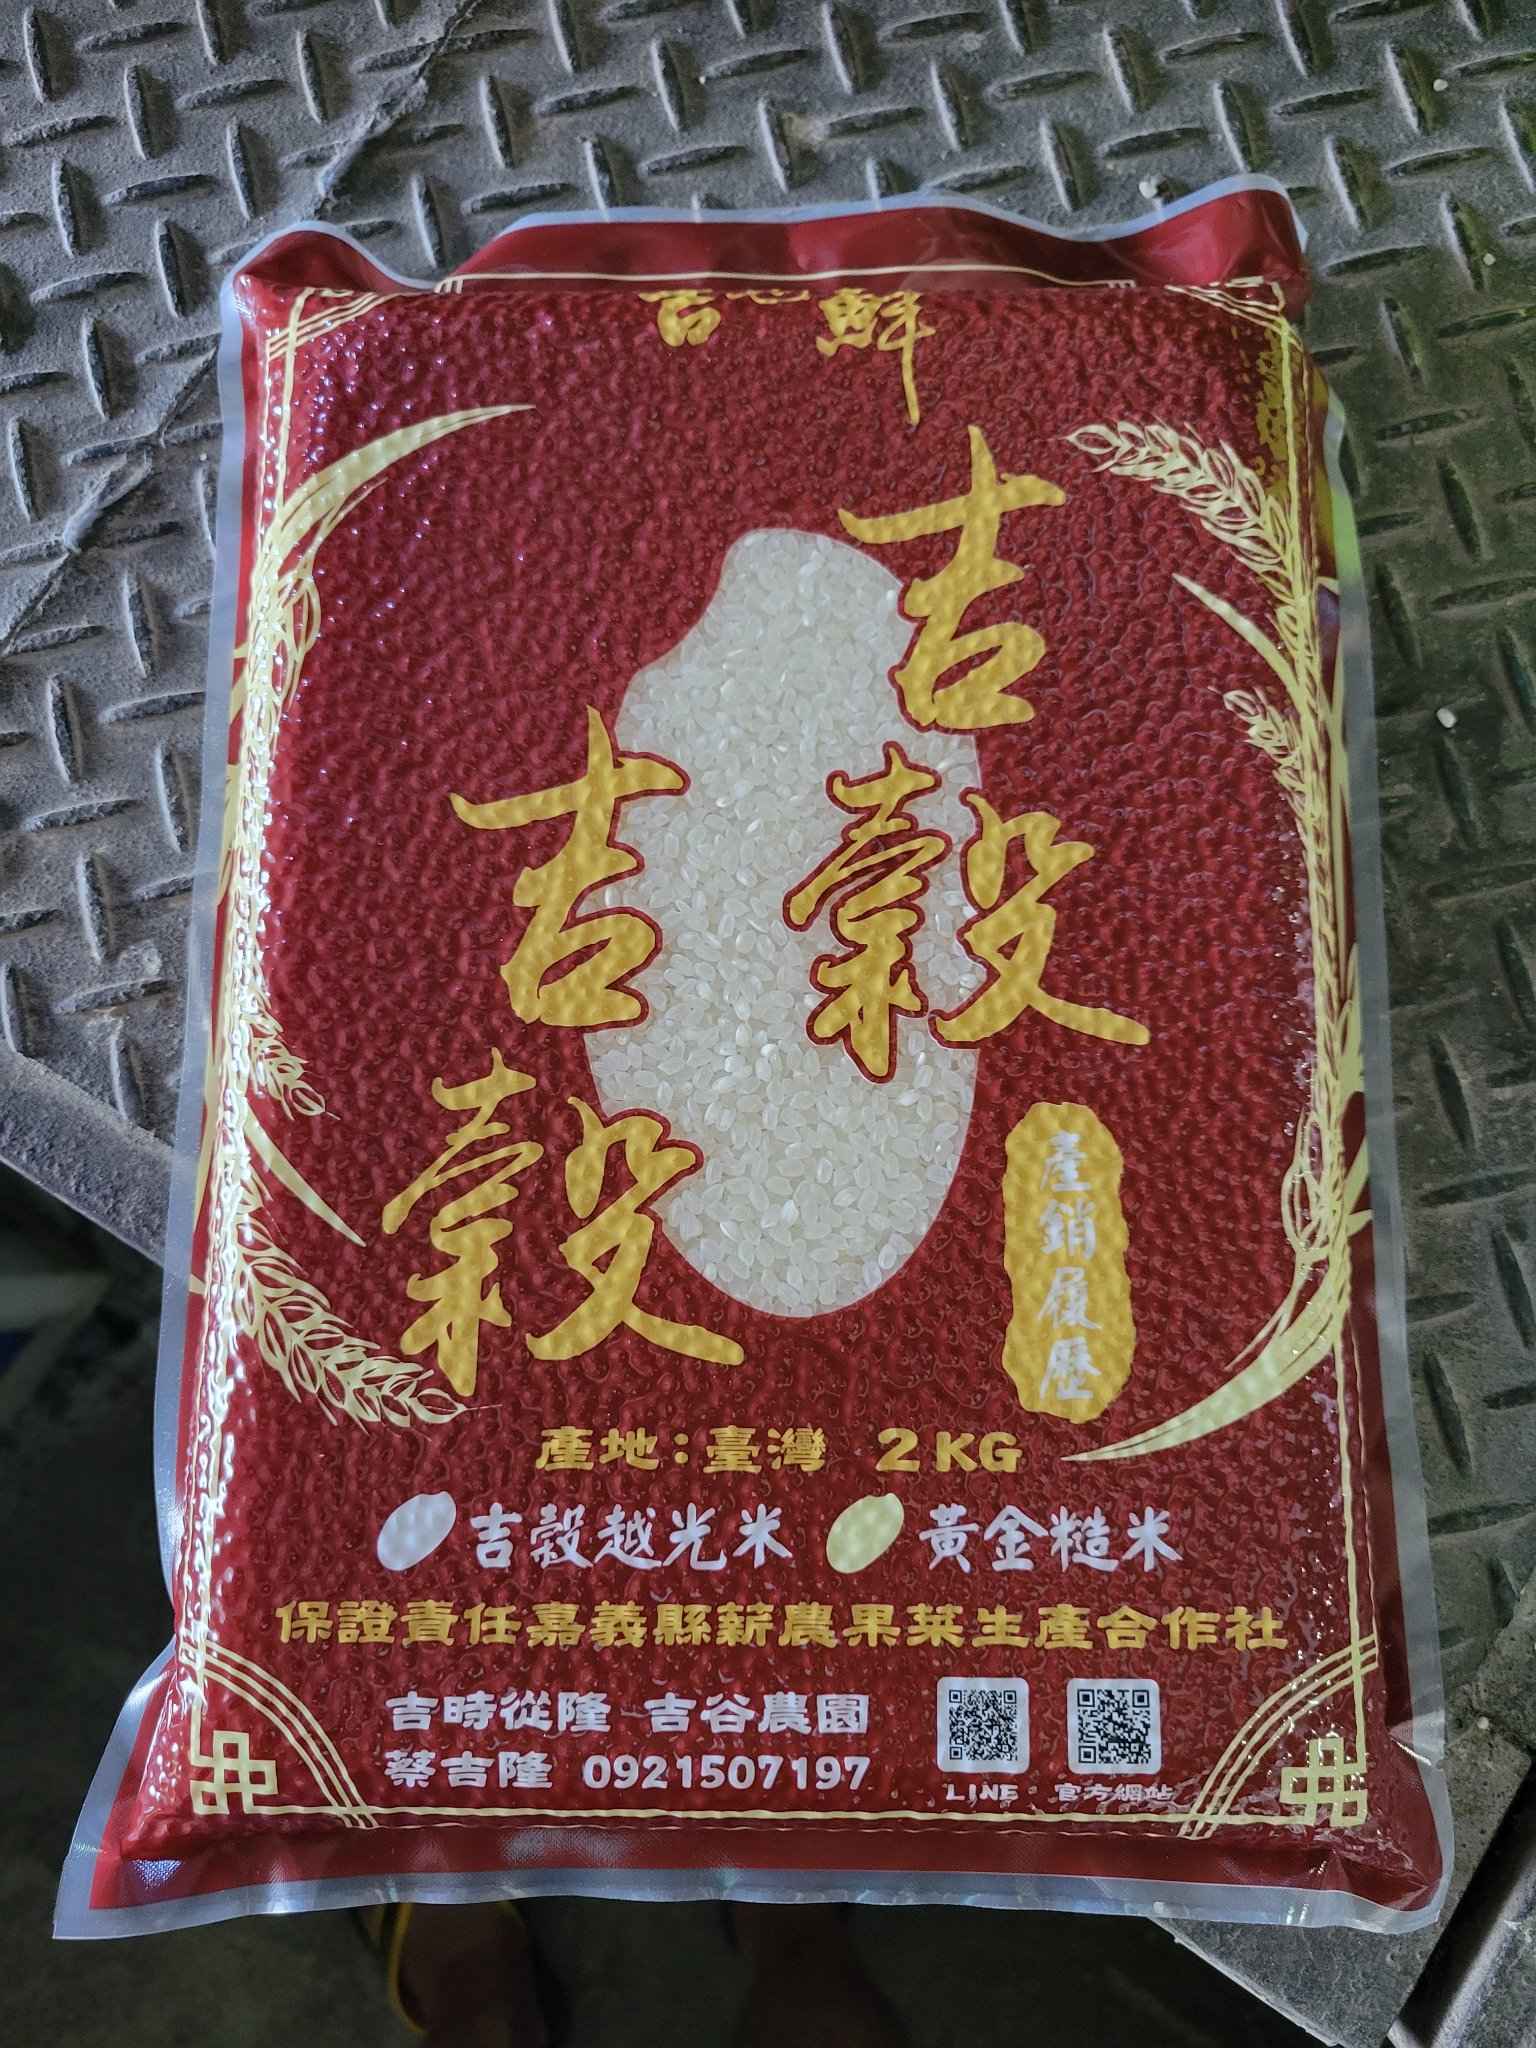 鮮
吉穀
吉穀
產銷履歷
產地：臺灣 2KG
吉穀越光米 黃金糙米
保證責任嘉義縣薪農果菜生產合作社
吉時從隆 吉谷農園
蔡吉隆 0921507197
LINE 官方網站